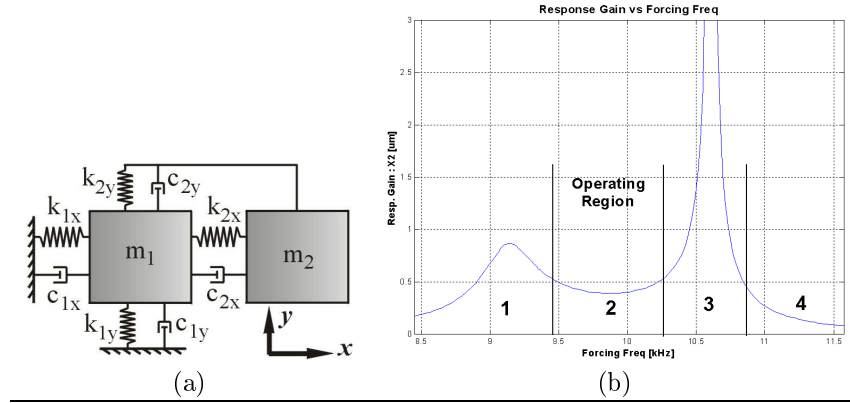 k2y
c2y
k1x
k2x
m1
m2
c1x
c2x
k1y
c1y
y
x
(a)
Response Gain vs Forcing Freq
Resp. Gain : X2 [um]
3
2.5
2
1.5
1
0.5
0
Operating
Region
1
2
3
4
8.5
9
9.5
10
10.5
11
11.5
Forcing Freq [kHz]
(b)